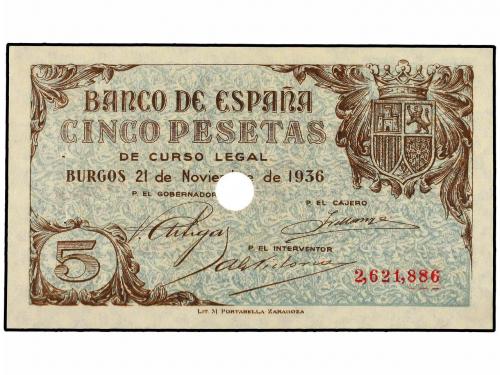 BANCO DE ESPAÑA
CINCO PESETAS
DE CURSO LEGAL
BURGOS 21 de Novie de 1936
P. EL GOBERNADOR
P. EL CAJERO
P. EL INTERVENTOR
5
2,621,886
LIT. M PORTABELLA ZARAGOZA